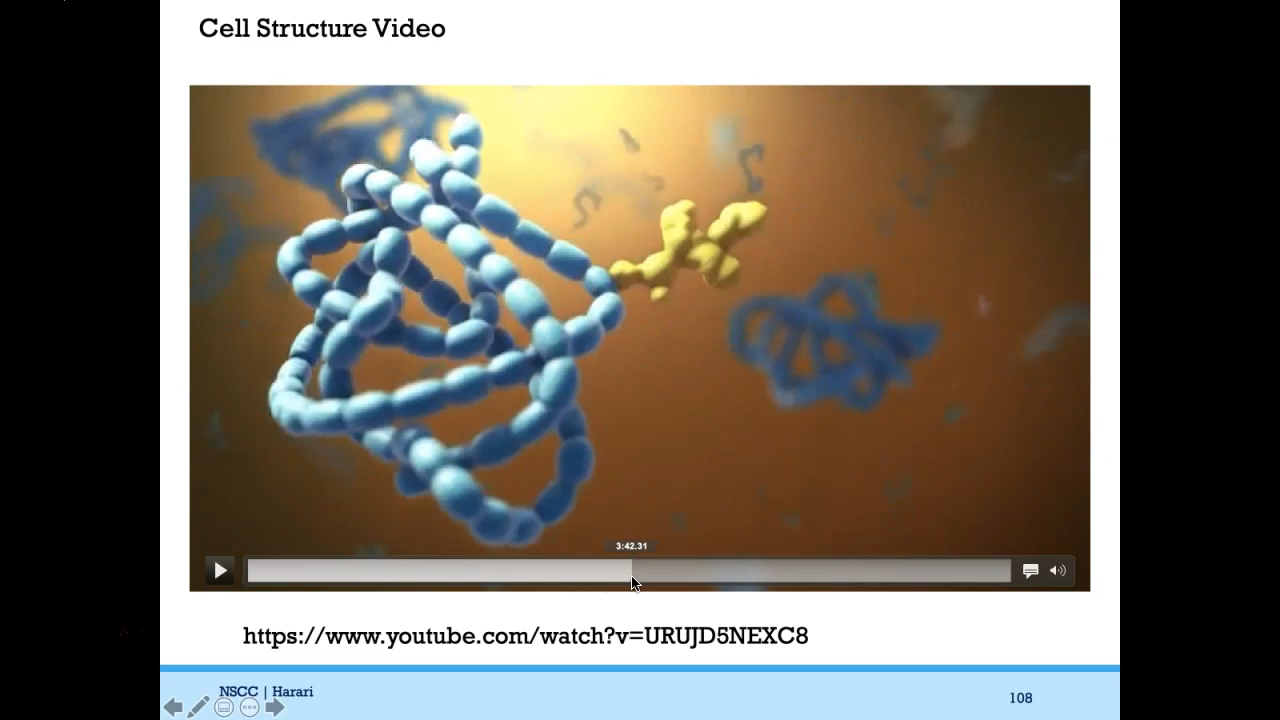 Cell Structure Video
3:42.31
https://www.youtube.com/watch?v=URUJD5NEXC8
NSCC | Harari
108